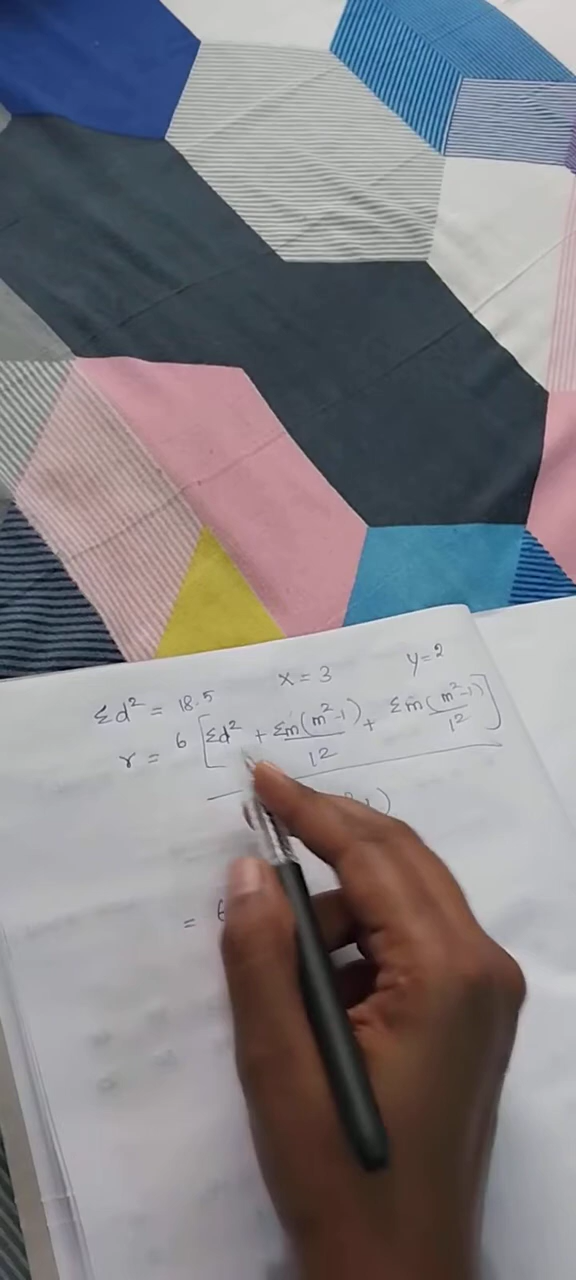 x = 3 y = 2
Σd² = 18.5
r = 6 [Σd² + Σm(m²-1)/12 + Σm(m²-1)/12]
=